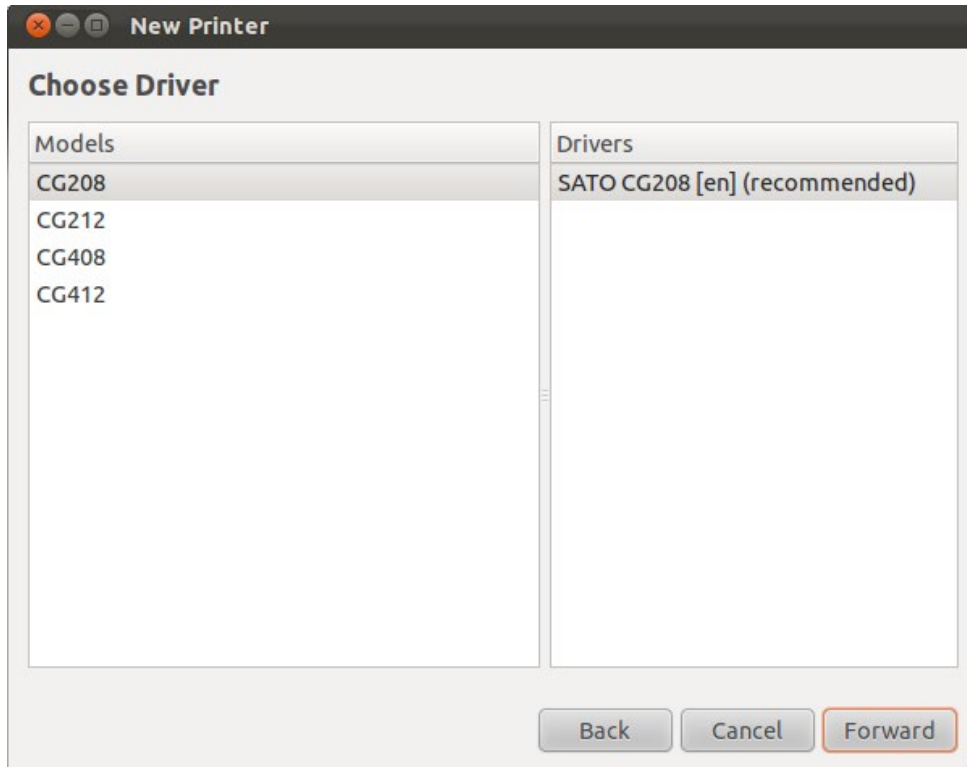 New Printer
Choose Driver
Models
CG208
CG212
CG408
CG412
Drivers
SATO CG208 [en] (recommended)
Back
Cancel
Forward